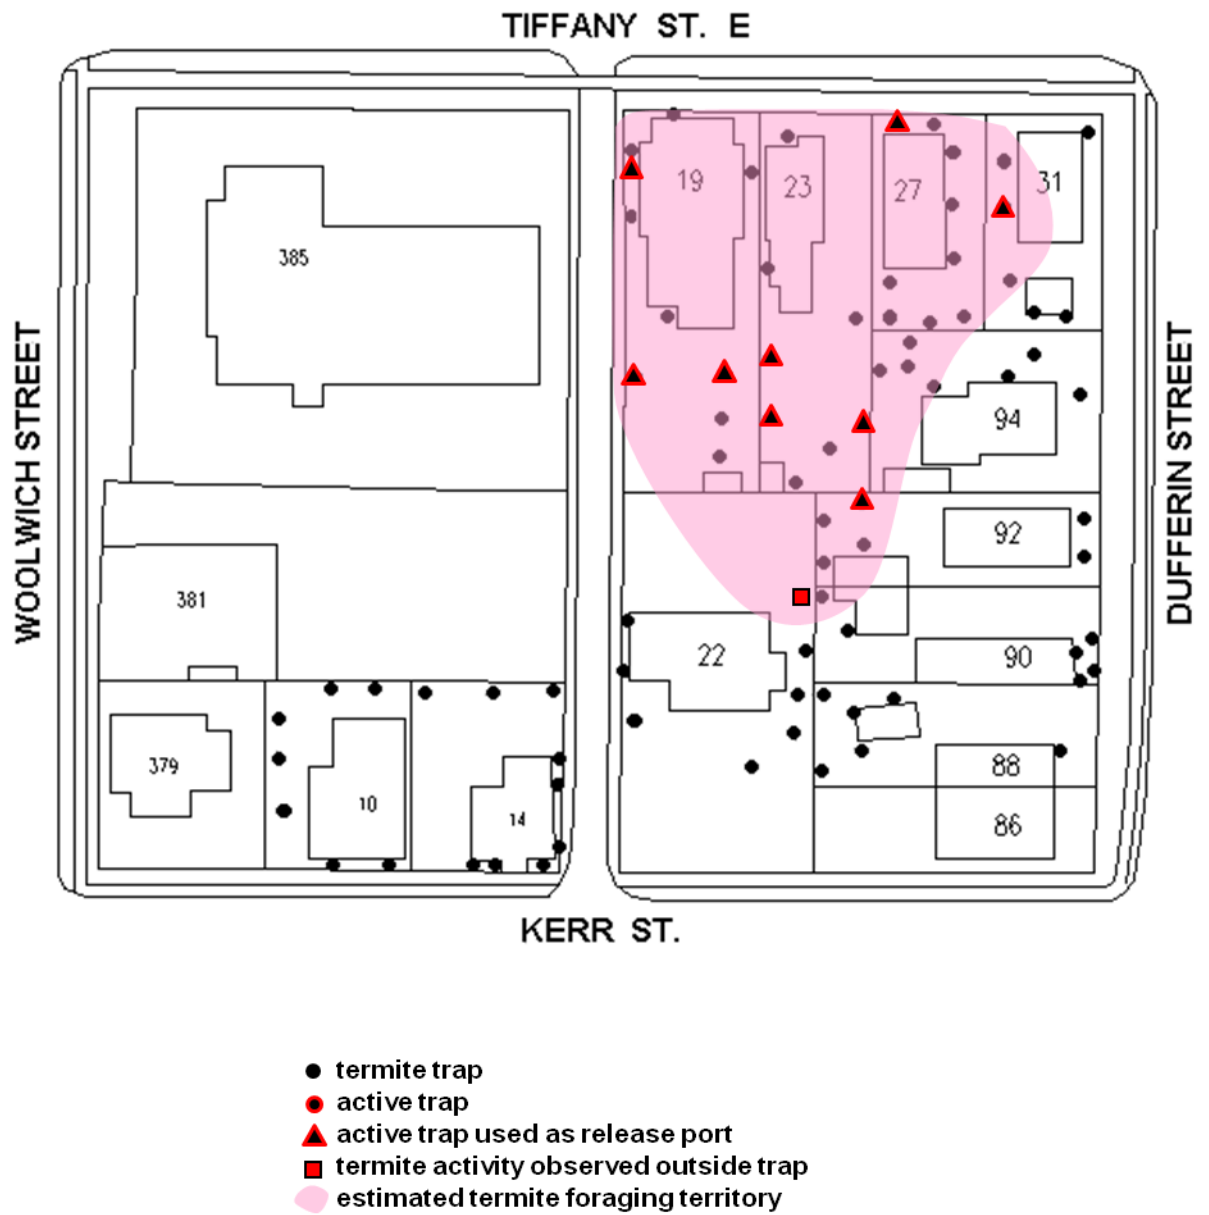 TIFFANY ST. E
19
23
27
31
385
WOOLWICH STREET
DUFFERIN STREET
94
92
381
22
90
379
10
14
88
86
KERR ST.
termite trap
active trap
active trap used as release port
termite activity observed outside trap
estimated termite foraging territory